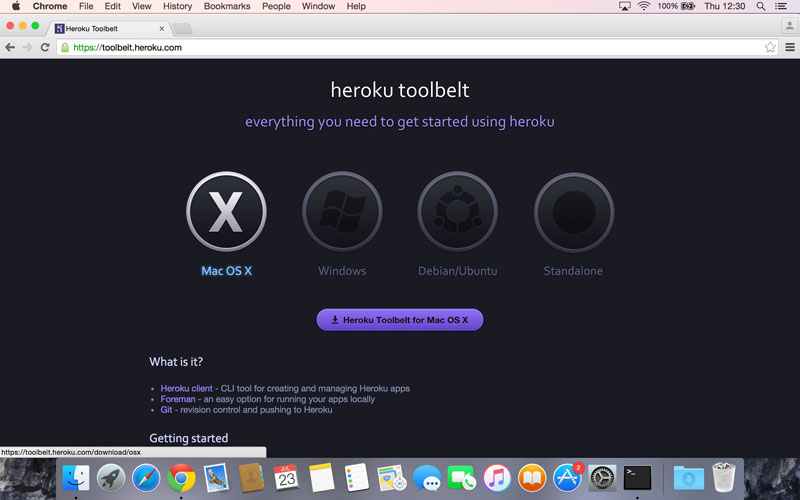 Chrome File Edit View History Bookmarks People Window Help 100% Thu 12:30
Heroku Toolbelt
https://toolbelt.heroku.com
heroku toolbelt
everything you need to get started using heroku
X
Mac OS X Windows Debian/Ubuntu Standalone
Heroku Toolbelt for Mac OS X
What is it?
• Heroku client - CLI tool for creating and managing Heroku apps
• Foreman - an easy option for running your apps locally
• Git - revision control and pushing to Heroku
Getting started
https://toolbelt.heroku.com/download/osx
JUL
23
2